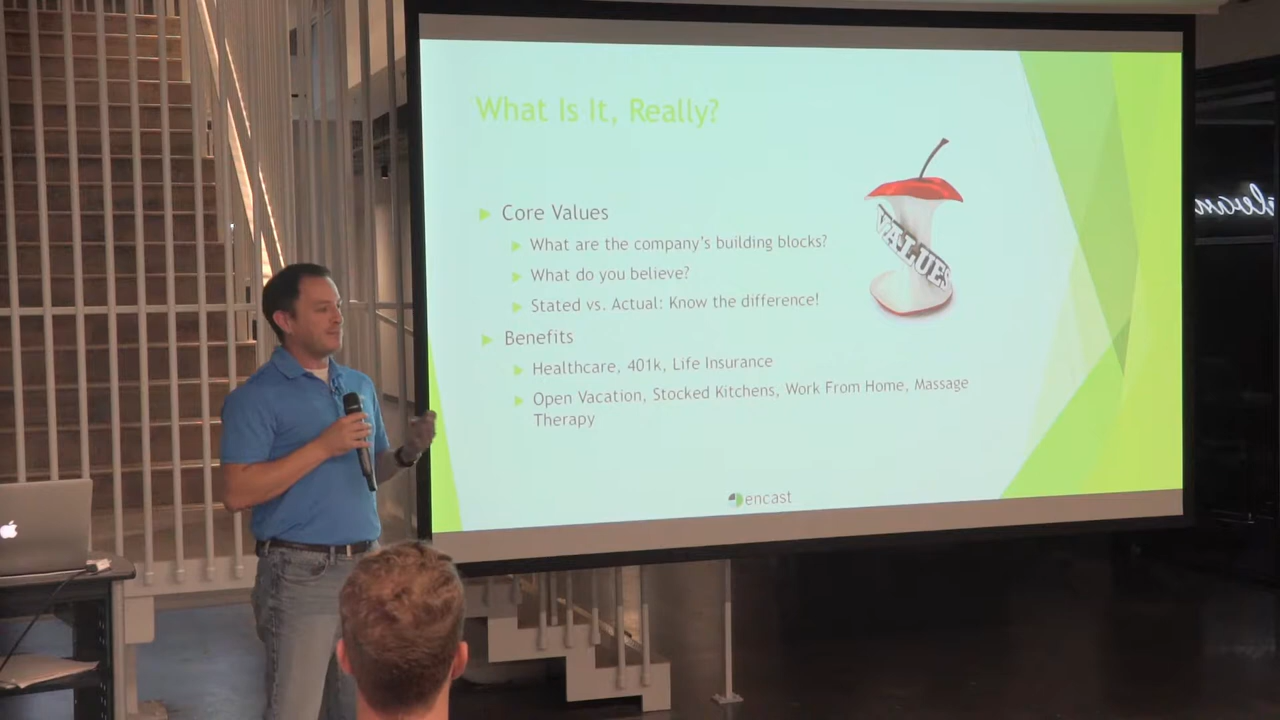 What Is It, Really?
Core Values
What are the company's building blocks?
What do you believe?
Stated vs. Actual: Know the difference!
Benefits
Healthcare, 401k, Life Insurance
Open Vacation, Stocked Kitchens, Work From Home, Massage
Therapy
VALUES
encast